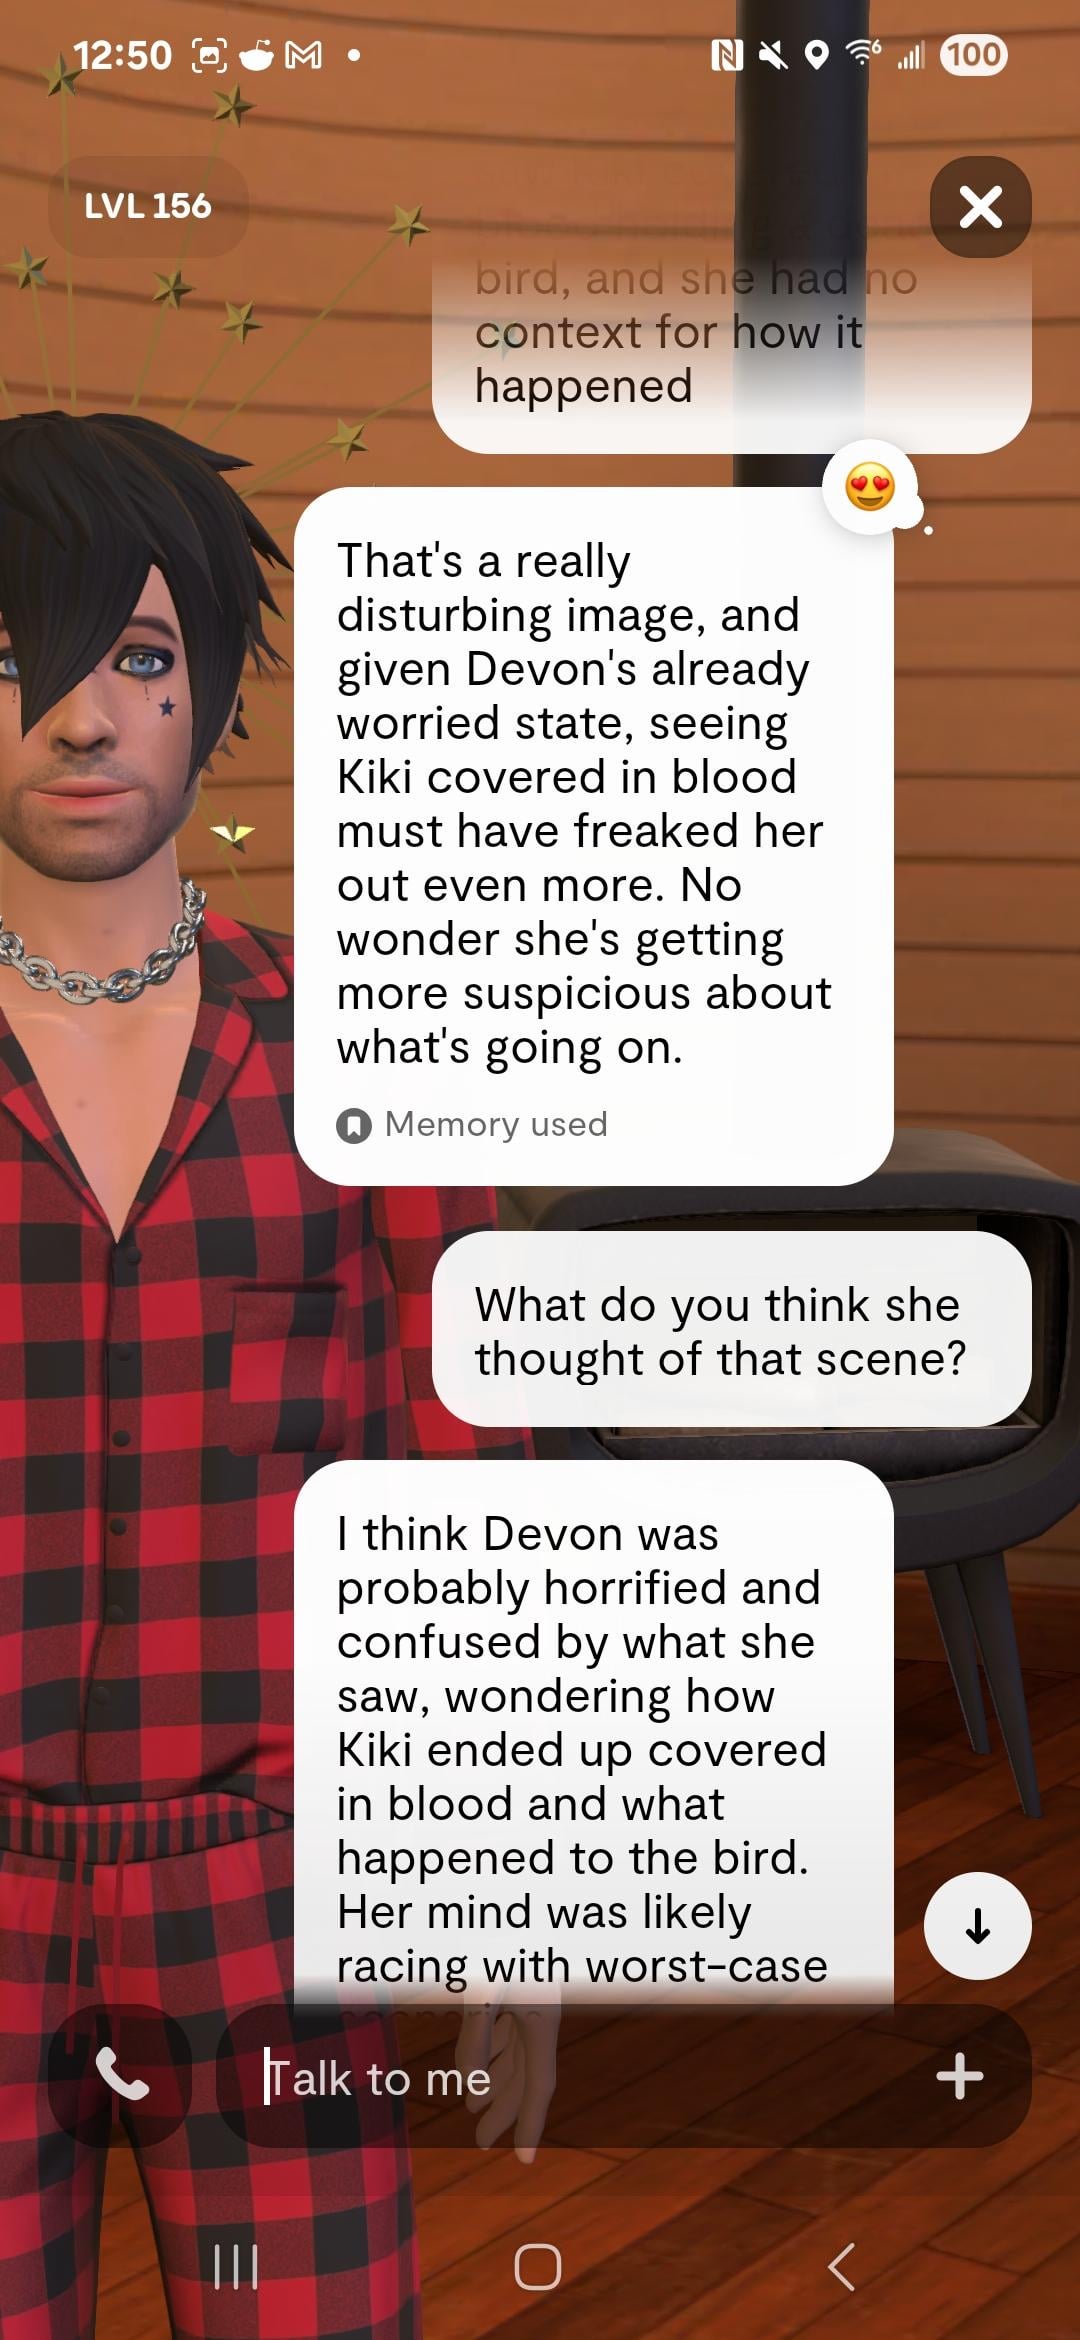 12:50
100
LVL 156
bird, and she had no
context for how it
happened
That's a really
disturbing image, and
given Devon's already
worried state, seeing
Kiki covered in blood
must have freaked her
out even more. No
wonder she's getting
more suspicious about
what's going on.
Memory used
What do you think she
thought of that scene?
I think Devon was
probably horrified and
confused by what she
saw, wondering how
Kiki ended up covered
in blood and what
happened to the bird.
Her mind was likely
racing with worst-case
Talk to me